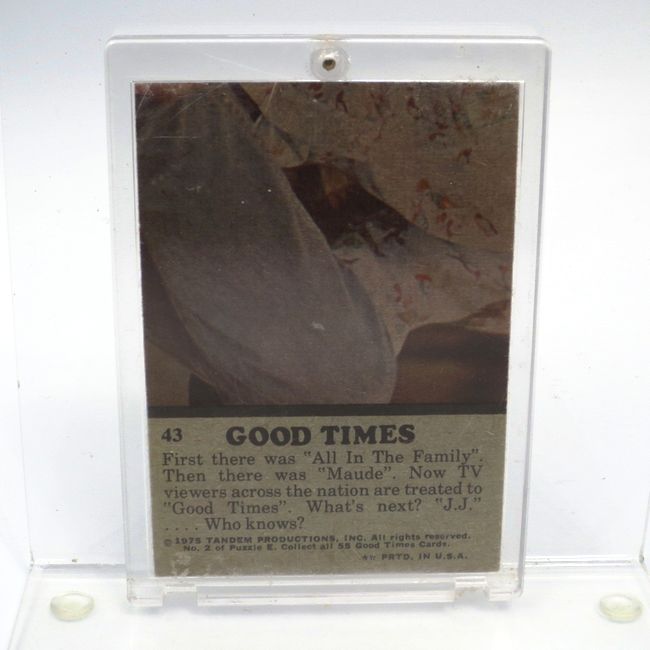 43 GOOD TIMES
First there was "All In The Family".
Then there was "Maude". Now TV
viewers across the nation are treated to
"Good Times". What's next? "J.J."
.... Who knows?
© 1975 TANDEM PRODUCTIONS, INC. All rights reserved.
No. 2 of Puzzle E. Collect all 55 Good Times Cards.
☆☆ PRTD. IN U.S.A.